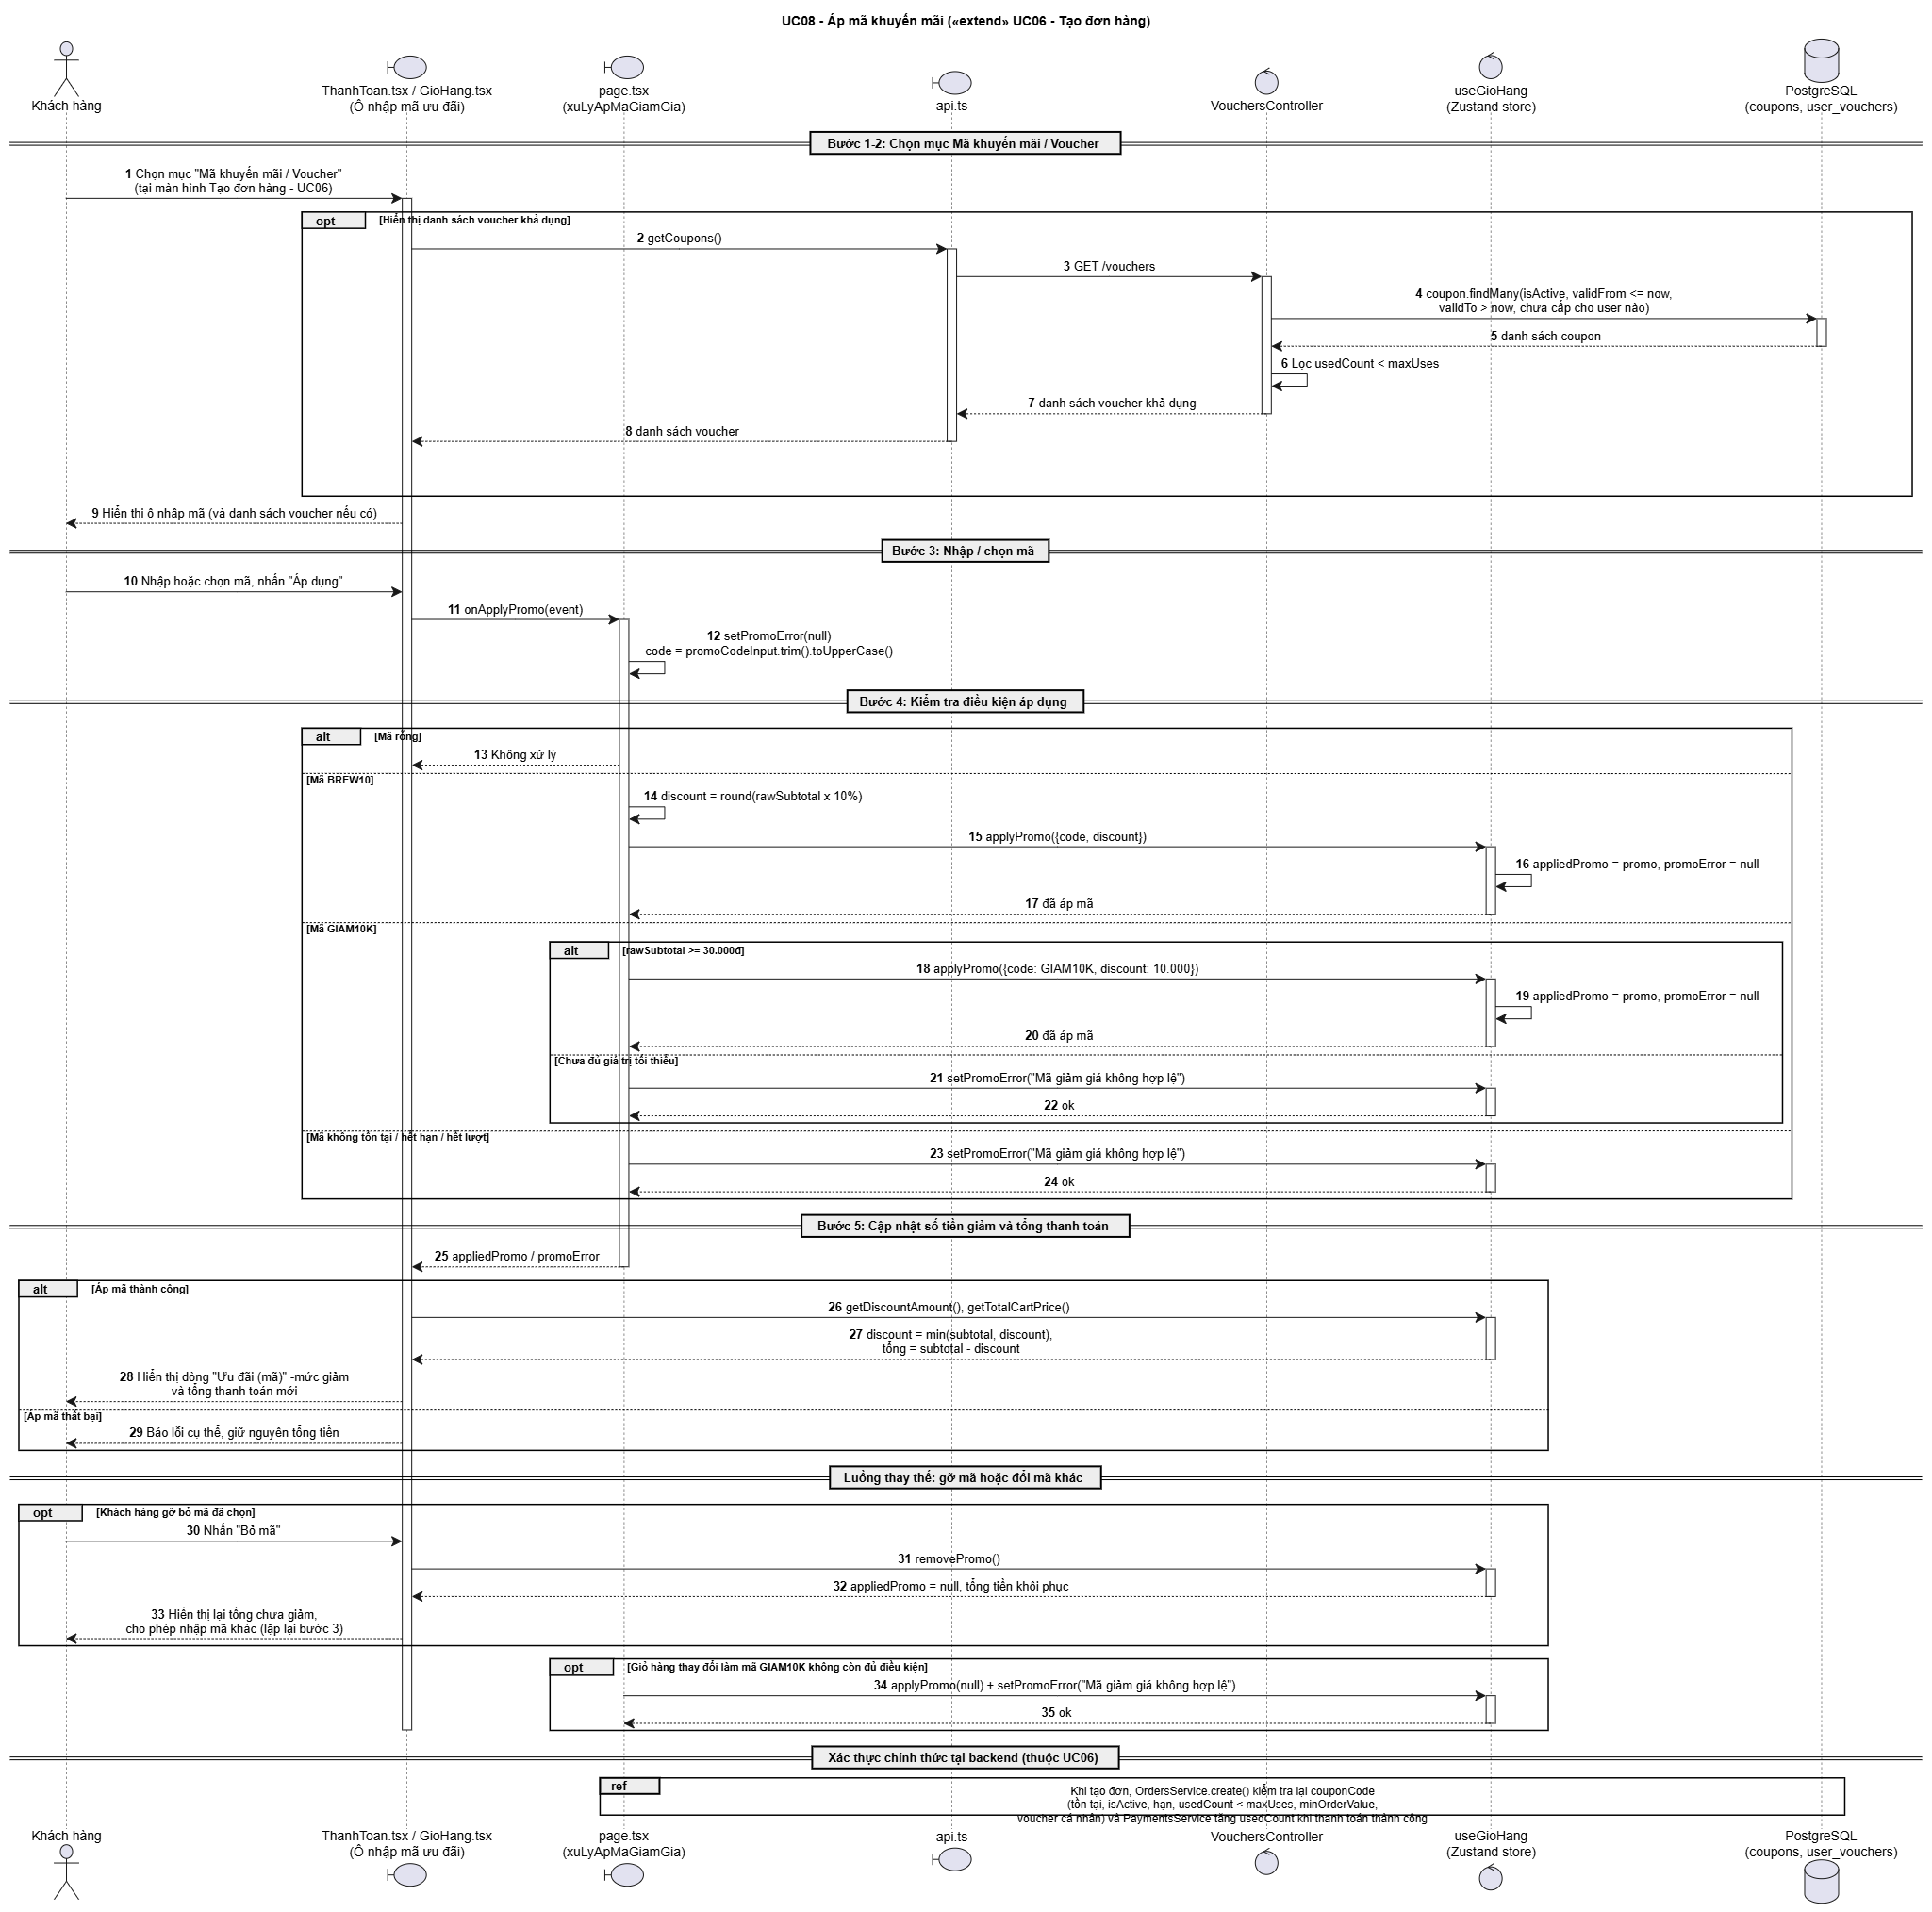 UC08 - Áp mã khuyến mãi («extend» UC06 - Tạo đơn hàng)
Khách hàng
ThanhToan.tsx / GioHang.tsx
(Ô nhập mã ưu đãi)
page.tsx
(xuLyApMaGiamGia)
api.ts
VouchersController
useGioHang
(Zustand store)
PostgreSQL
(coupons, user_vouchers)
Bước 1-2: Chọn mục Mã khuyến mãi / Voucher
1 Chọn mục "Mã khuyến mãi / Voucher"
(tại màn hình Tạo đơn hàng - UC06)
opt [Hiển thị danh sách voucher khả dụng]
2 getCoupons()
3 GET /vouchers
4 coupon.findMany(isActive, validFrom <= now,
validTo > now, chưa cấp cho user nào)
5 danh sách coupon
6 Lọc usedCount < maxUses
7 danh sách voucher khả dụng
8 danh sách voucher
9 Hiển thị ô nhập mã (và danh sách voucher nếu có)
Bước 3: Nhập / chọn mã
10 Nhập hoặc chọn mã, nhấn "Áp dụng"
11 onApplyPromo(event)
12 setPromoError(null)
code = promoCodeInput.trim().toUpperCase()
Bước 4: Kiểm tra điều kiện áp dụng
alt [Mã rỗng]
13 Không xử lý
[Mã BREW10]
14 discount = round(rawSubtotal x 10%)
15 applyPromo({code, discount})
16 appliedPromo = promo, promoError = null
17 đã áp mã
[Mã GIAM10K]
alt [rawSubtotal >= 30.000đ]
18 applyPromo({code: GIAM10K, discount: 10.000})
19 appliedPromo = promo, promoError = null
20 đã áp mã
[Chưa đủ giá trị tối thiểu]
21 setPromoError("Mã giảm giá không hợp lệ")
22 ok
[Mã không tồn tại / hết hạn / hết lượt]
23 setPromoError("Mã giảm giá không hợp lệ")
24 ok
Bước 5: Cập nhật số tiền giảm và tổng thanh toán
25 appliedPromo / promoError
alt [Áp mã thành công]
26 getDiscountAmount(), getTotalCartPrice()
27 discount = min(subtotal, discount),
tổng = subtotal - discount
28 Hiển thị dòng "Ưu đãi (mã)" -mức giảm
và tổng thanh toán mới
[Áp mã thất bại]
29 Báo lỗi cụ thể, giữ nguyên tổng tiền
Luồng thay thế: gỡ mã hoặc đổi mã khác
opt [Khách hàng gỡ bỏ mã đã chọn]
30 Nhấn "Bỏ mã"
31 removePromo()
32 appliedPromo = null, tổng tiền khôi phục
33 Hiển thị lại tổng chưa giảm,
cho phép nhập mã khác (lặp lại bước 3)
opt [Giỏ hàng thay đổi làm mã GIAM10K không còn đủ điều kiện]
34 applyPromo(null) + setPromoError("Mã giảm giá không hợp lệ")
35 ok
Xác thực chính thức tại backend (thuộc UC06)
ref
Khi tạo đơn, OrdersService.create() kiểm tra lại couponCode
(tồn tại, isActive, hạn, usedCount < maxUses, minOrderValue,
voucher cá nhân) và PaymentsService tăng usedCount khi thanh toán thành công
Khách hàng
ThanhToan.tsx / GioHang.tsx
(Ô nhập mã ưu đãi)
page.tsx
(xuLyApMaGiamGia)
api.ts
VouchersController
useGioHang
(Zustand store)
PostgreSQL
(coupons, user_vouchers)